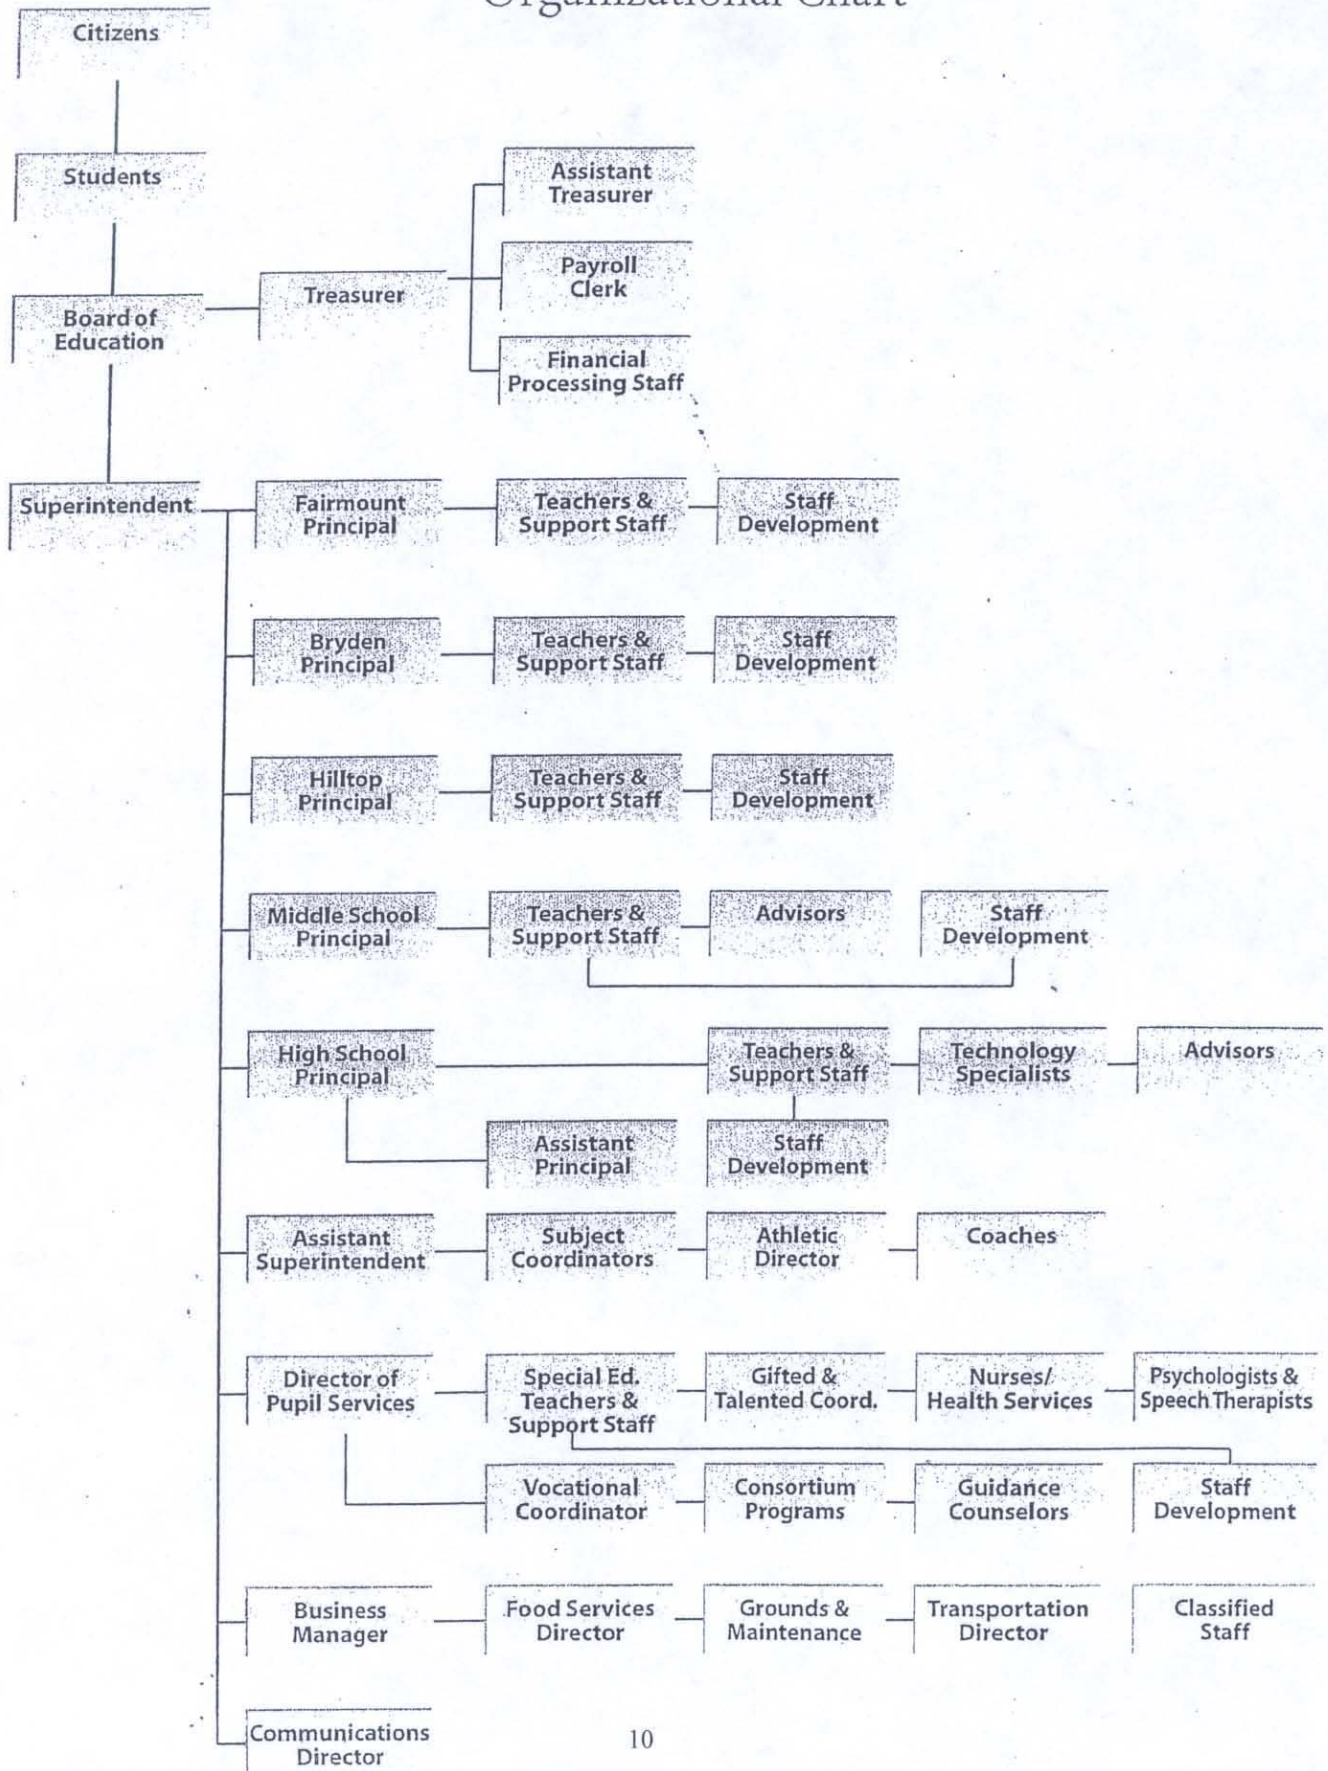 Organizational Chart
Citizens
Students
Assistant
Treasurer
Payroll
Clerk
Treasurer
Board of
Education
Financial
Processing Staff
Superintendent
Fairmount
Principal
Teachers &
Support Staff
Staff
Development
Bryden
Principal
Teachers &
Support Staff
Staff
Development
Hilltop
Principal
Teachers &
Support Staff
Staff
Development
Middle School
Principal
Teachers &
Support Staff
Advisors
Staff
Development
High School
Principal
Teachers &
Support Staff
Technology
Specialists
Advisors
Assistant
Principal
Staff
Development
Assistant
Superintendent
Subject
Coordinators
Athletic
Director
Coaches
Director of
Pupil Services
Special Ed.
Teachers &
Support Staff
Gifted &
Talented Coord.
Nurses/
Health Services
Psychologists &
Speech Therapists
Vocational
Coordinator
Consortium
Programs
Guidance
Counselors
Staff
Development
Business
Manager
Food Services
Director
Grounds &
Maintenance
Transportation
Director
Classified
Staff
Communications
Director
10